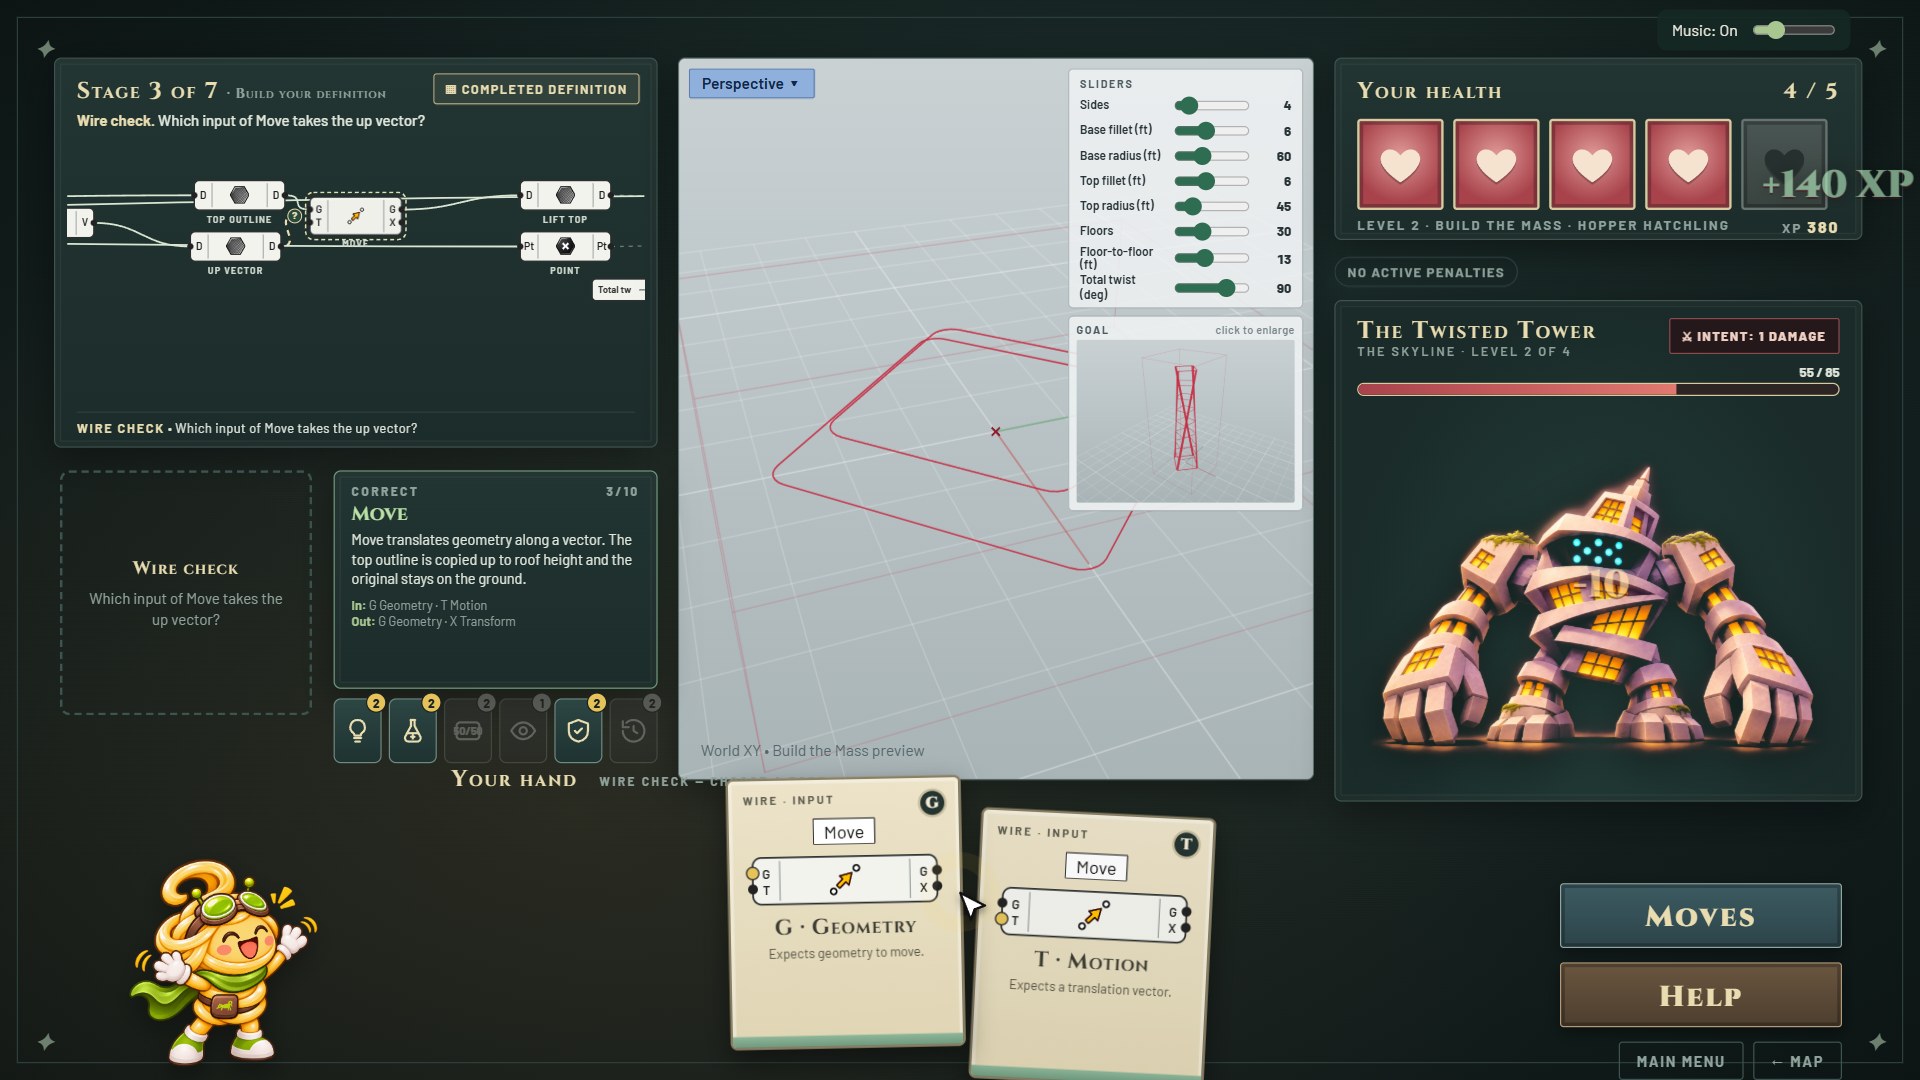 Music: On
STAGE 3 OF 7 · BUILD YOUR DEFINITION
COMPLETED DEFINITION
Wire check. Which input of Move takes the up vector?
D D
TOP OUTLINE
V
D D
UP VECTOR
?
G G
T X
MOVE
D D
LIFT TOP
Pt Pt
POINT
Total tw
WIRE CHECK • Which input of Move takes the up vector?
WIRE CHECK
Which input of Move takes the
up vector?
CORRECT 3/10
MOVE
Move translates geometry along a vector. The
top outline is copied up to roof height and the
original stays on the ground.
In: G Geometry · T Motion
Out: G Geometry · X Transform
2 2 2 1 2 2
50/50
YOUR HAND WIRE CHECK – CH
Perspective ▼
SLIDERS
Sides 4
Base fillet (ft) 6
Base radius (ft) 60
Top fillet (ft) 6
Top radius (ft) 45
Floors 30
Floor-to-floor
(ft) 13
Total twist
(deg) 90
GOAL click to enlarge
World XY • Build the Mass preview
YOUR HEALTH 4 / 5
+140 XP
LEVEL 2 · BUILD THE MASS · HOPPER HATCHLING XP 380
NO ACTIVE PENALTIES
THE TWISTED TOWER
THE SKYLINE · LEVEL 2 OF 4
INTENT: 1 DAMAGE
55 / 85
-10
WIRE · INPUT G
Move
G G
T X
G · GEOMETRY
Expects geometry to move.
WIRE · INPUT T
Move
G G
T X
T · MOTION
Expects a translation vector.
MOVES
HELP
MAIN MENU
← MAP